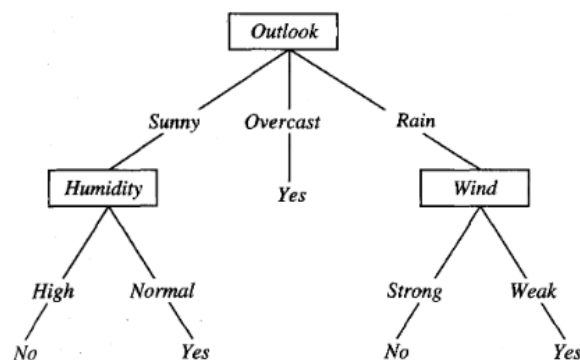 Outlook
Sunny Overcast Rain
Humidity Yes Wind
High Normal Strong Weak
No Yes No Yes